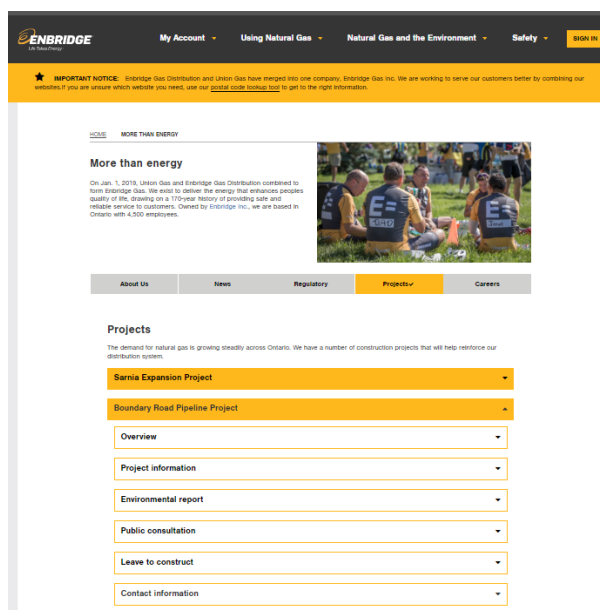 ENBRIDGE
Life Takes Energy
My Account
Using Natural Gas
Natural Gas and the Environment
Safety
SIGN IN
IMPORTANT NOTICE: Enbridge Gas Distribution and Union Gas have merged into one company, Enbridge Gas Inc. We are working to serve our customers better by combining our
websites.If you are unsure which website you need, use our postal code lookup tool to get to the right information.
HOME MORE THAN ENERGY
More than energy
On Jan. 1, 2019, Union Gas and Enbridge Gas Distribution combined to
form Enbridge Gas. We exist to deliver the energy that enhances peoples
quality of life, drawing on a 170-year history of providing safe and
reliable service to customers. Owned by Enbridge Inc., we are based in
Ontario with 4,500 employees.
About Us
News
Regulatory
Projects✓
Careers
Projects
The demand for natural gas is growing steadily across Ontario. We have a number of construction projects that will help reinforce our
distribution system.
Sarnia Expansion Project
Boundary Road Pipeline Project
Overview
Project information
Environmental report
Public consultation
Leave to construct
Contact information